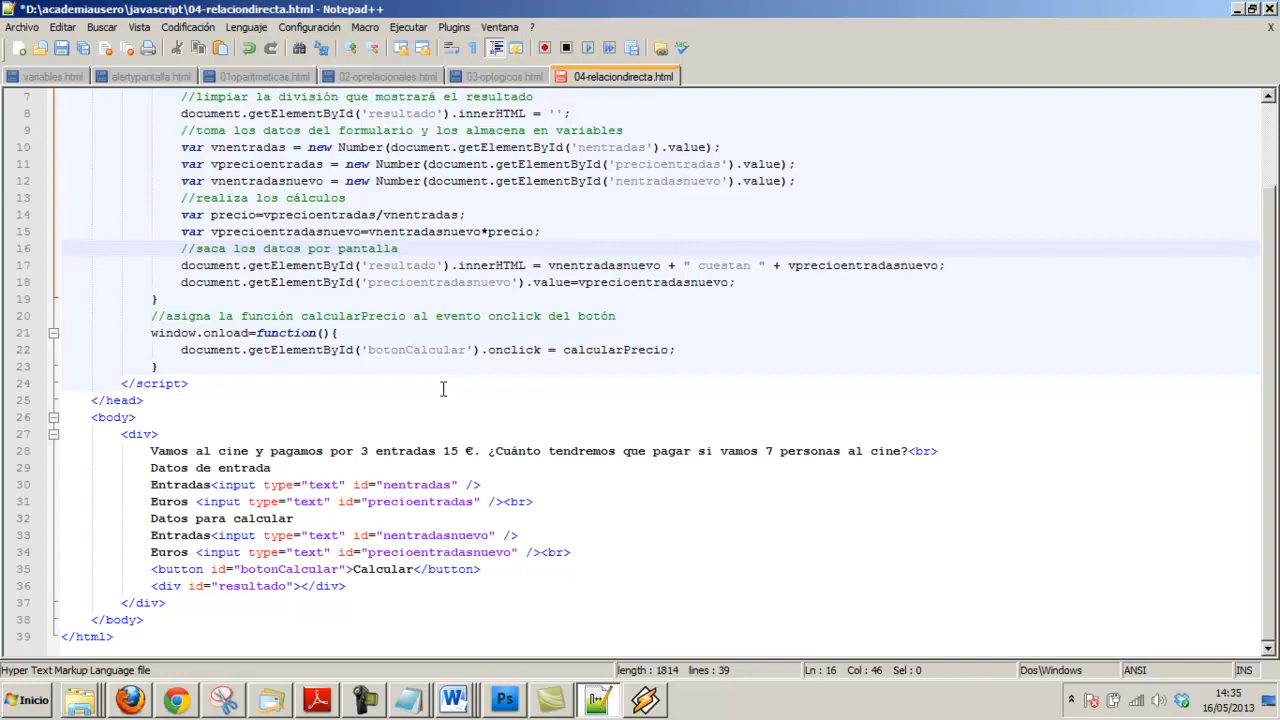 *D:\academiausero\javascript\04-relaciondirecta.html - Notepad++
Archivo Editar Buscar Vista Codificación Lenguaje Configuración Macro Ejecutar Plugins Ventana ? X
variables.html alertypantalla.html 01oparitmeticas.html 02-oprelacionales.html 03-oplogicos.html 04-relaciondirecta.html
7 //limpiar la división que mostrará el resultado
8 document.getElementById('resultado').innerHTML = '';
9 //toma los datos del formulario y los almacena en variables
10 var vnentradas = new Number(document.getElementById('nentradas').value);
11 var vprecioentradas = new Number(document.getElementById('precioentradas').value);
12 var vnentradasnuevo = new Number(document.getElementById('nentradasnuevo').value);
13 //realiza los cálculos
14 var precio=vprecioentradas/vnentradas;
15 var vprecioentradasnuevo=vnentradasnuevo*precio;
16 //saca los datos por pantalla
17 document.getElementById('resultado').innerHTML = vnentradasnuevo + " cuestan " + vprecioentradasnuevo;
18 document.getElementById('precioentradasnuevo').value=vprecioentradasnuevo;
19 }
20 //asigna la función calcularPrecio al evento onclick del botón
21 window.onload=function(){
22 document.getElementById('botonCalcular').onclick = calcularPrecio;
23 }
24 </script>
25 </head>
26 <body>
27 <div>
28 Vamos al cine y pagamos por 3 entradas 15 €. ¿Cuánto tendremos que pagar si vamos 7 personas al cine?<br>
29 Datos de entrada
30 Entradas<input type="text" id="nentradas" />
31 Euros <input type="text" id="precioentradas" /><br>
32 Datos para calcular
33 Entradas<input type="text" id="nentradasnuevo" />
34 Euros <input type="text" id="precioentradasnuevo" /><br>
35 <button id="botonCalcular">Calcular</button>
36 <div id="resultado"></div>
37 </div>
38 </body>
39 </html>
Hyper Text Markup Language file length : 1814 lines : 39 Ln : 16 Col : 46 Sel : 0 Dos\Windows ANSI INS
Inicio 14:35
16/05/2013